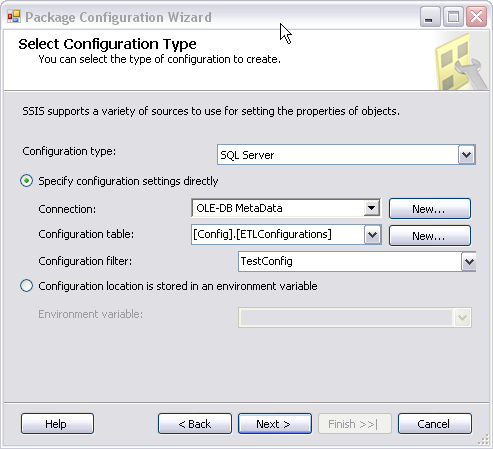 Package Configuration Wizard
Select Configuration Type
You can select the type of configuration to create.
SSIS supports a variety of sources to use for setting the properties of objects.
Configuration type: SQL Server
Specify configuration settings directly
Connection: OLE-DB MetaData New...
Configuration table: [Config].[ETLConfigurations] New...
Configuration filter: TestConfig
Configuration location is stored in an environment variable
Environment variable:
Help < Back Next > Finish >>| Cancel